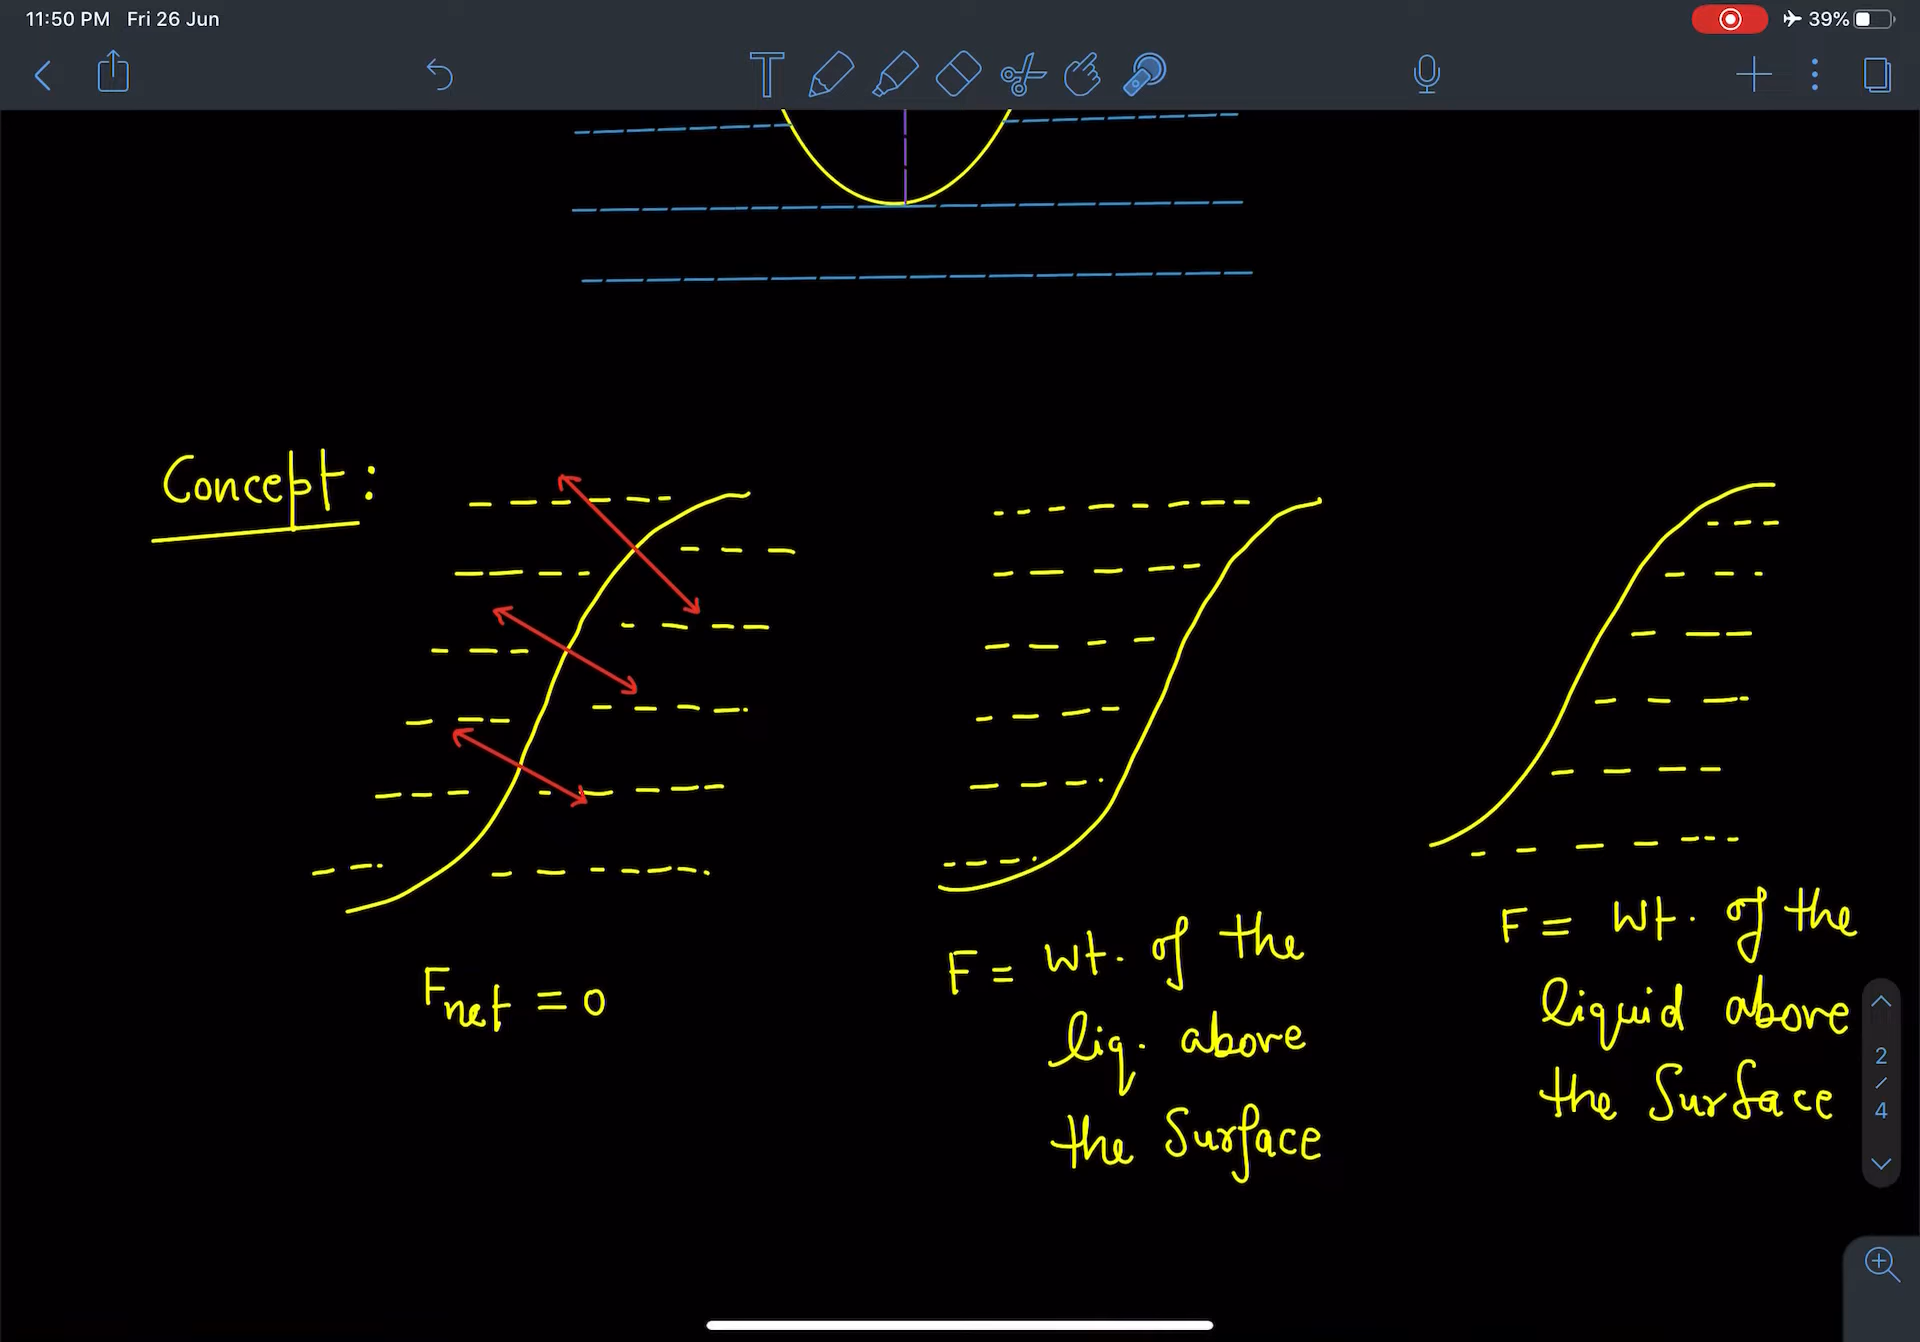 11:50 PM Fri 26 Jun
39%
T
Concept:
Fnet = 0
F = wt. of the
liq. above
the Surface
F = Wt. of the
liquid above
the Surface
2
/
4